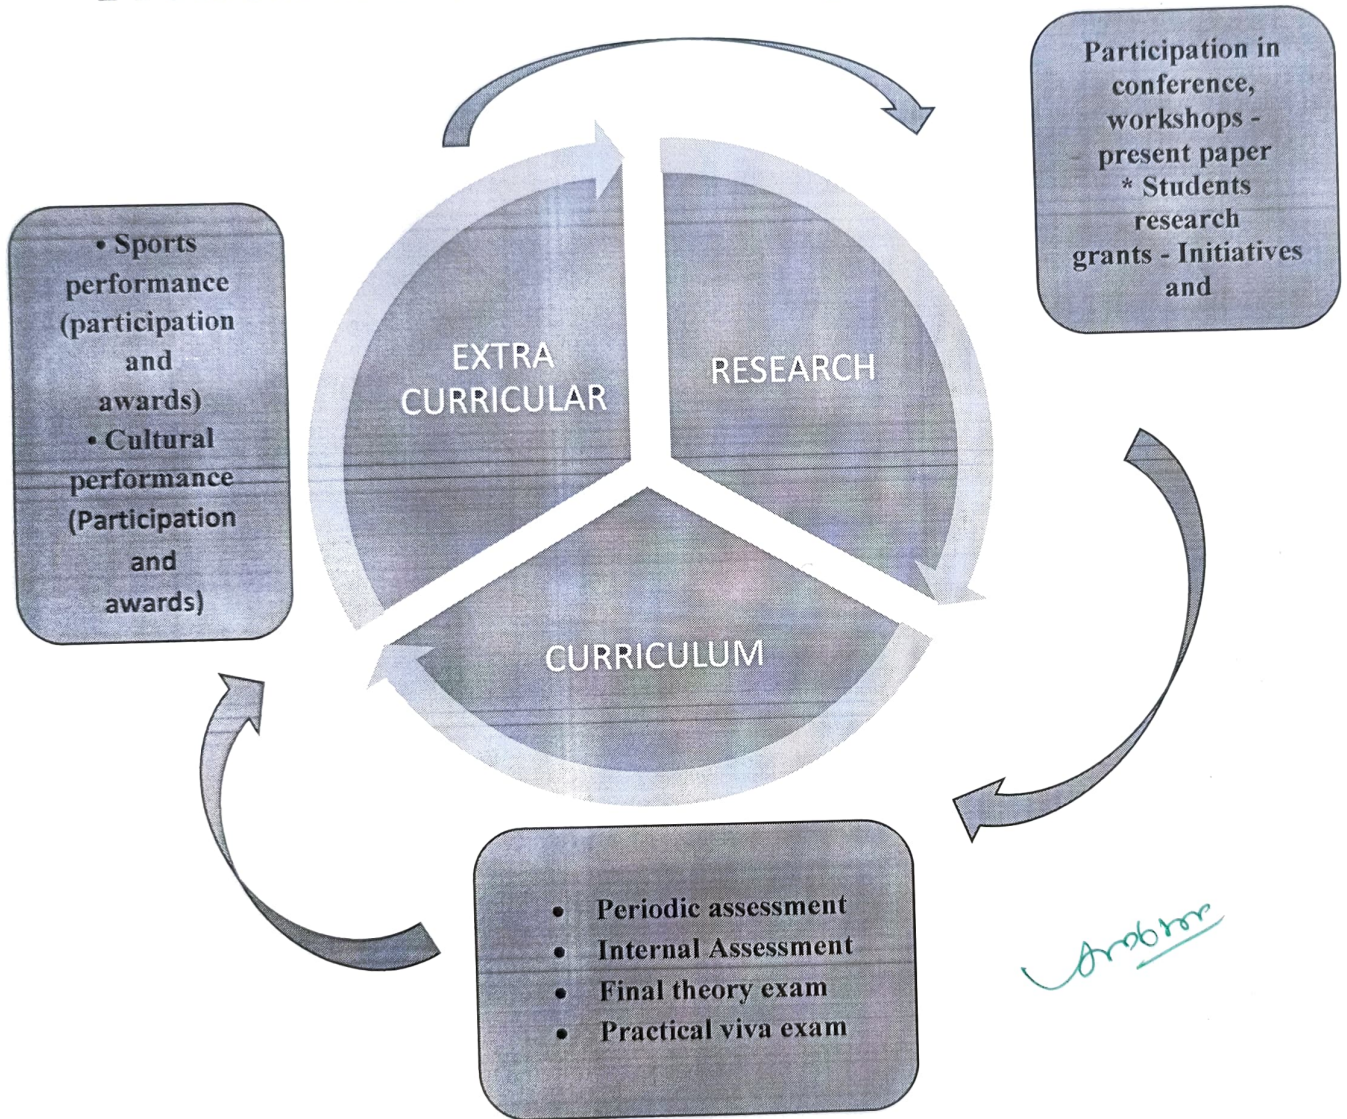 Participation in
conference,
workshops -
present paper
* Students
research
grants - Initiatives
and
• Sports
performance
(participation
and
awards)
• Cultural
performance
(Participation
and
awards)
EXTRA
CURRICULAR
RESEARCH
CURRICULUM
• Periodic assessment
• Internal Assessment
• Final theory exam
• Practical viva exam